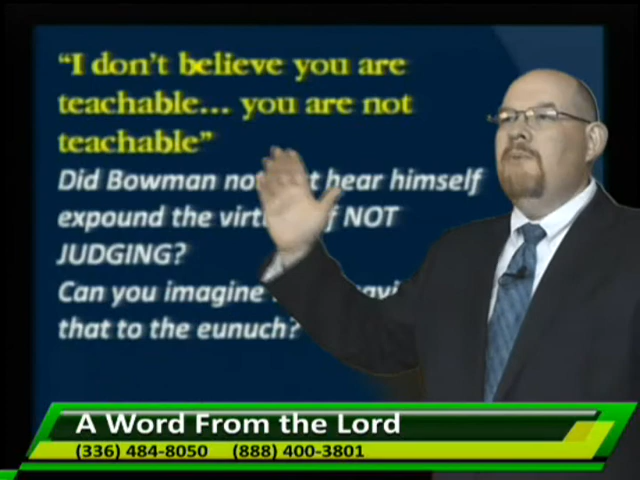 “I don't believe you are
teachable... you are not
teachable”
Did Bowman not hear himself
expound the NOT
JUDGING?
Can you imagine
that to the eunuch?
A Word From the Lord
(336) 484-8050 (888) 400-3801